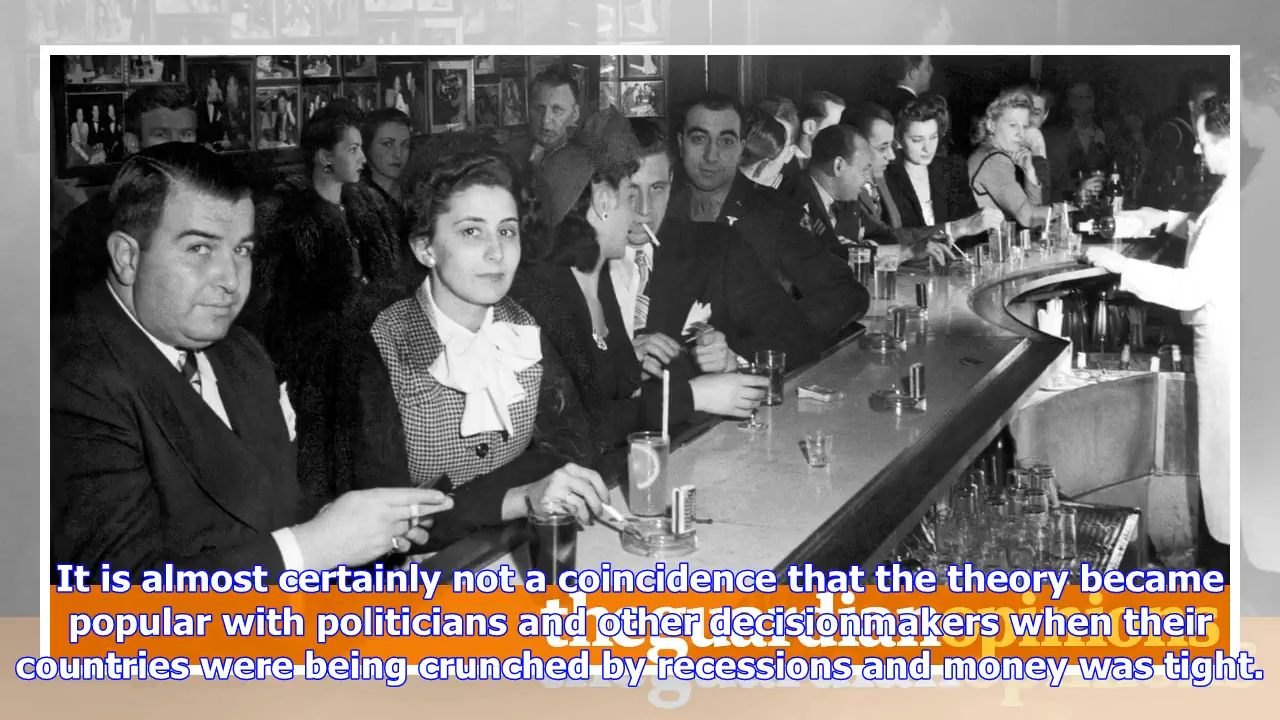 It is almost certainly not a coincidence that the theory became
popular with politicians and other decisionmakers when their
countries were being crunched by recessions and money was tight.
theguardianopinions